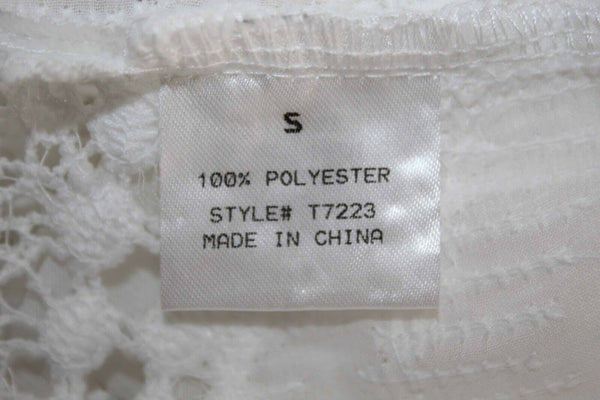 S
100% POLYESTER
STYLE# T7223
MADE IN CHINA